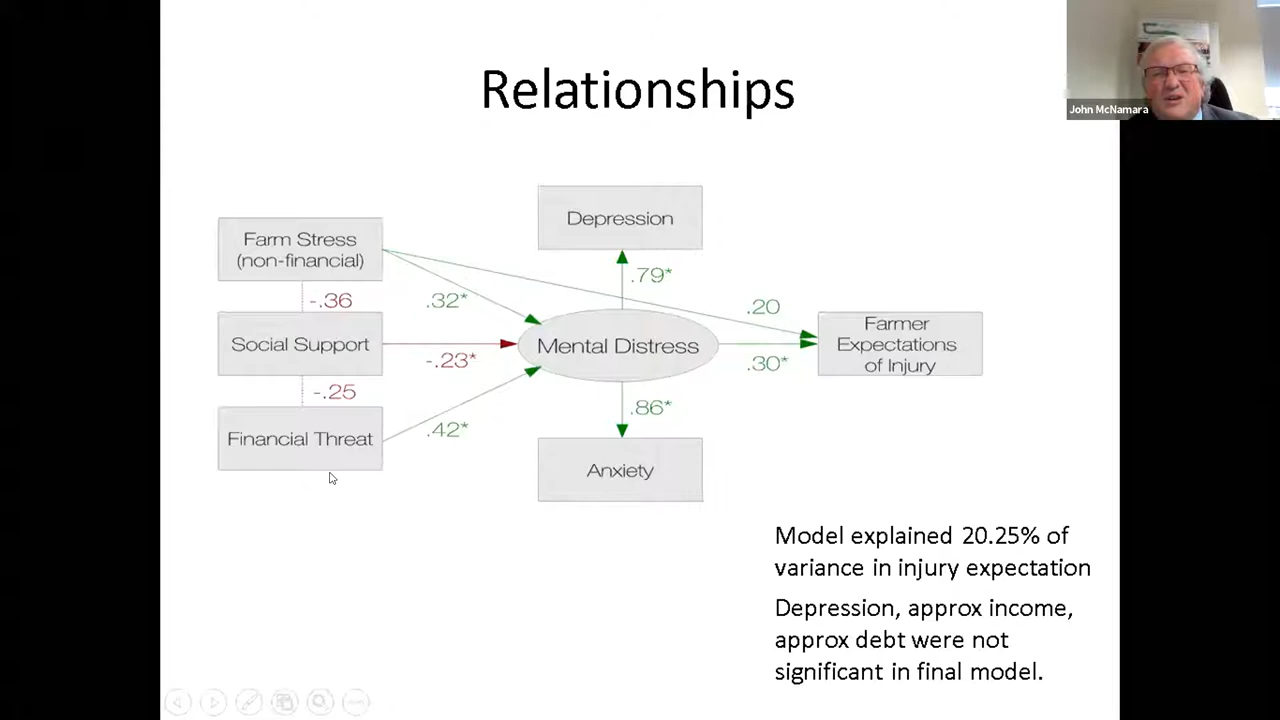 Relationships
John McNamara
Depression
Farm Stress
(non-financial)
.79*
-.36
.32*
.20
Social Support
Mental Distress
Farmer
Expectations
of Injury
-.23*
.30*
-.25
.86*
Financial Threat
.42*
Anxiety
Model explained 20.25% of
variance in injury expectation
Depression, approx income,
approx debt were not
significant in final model.